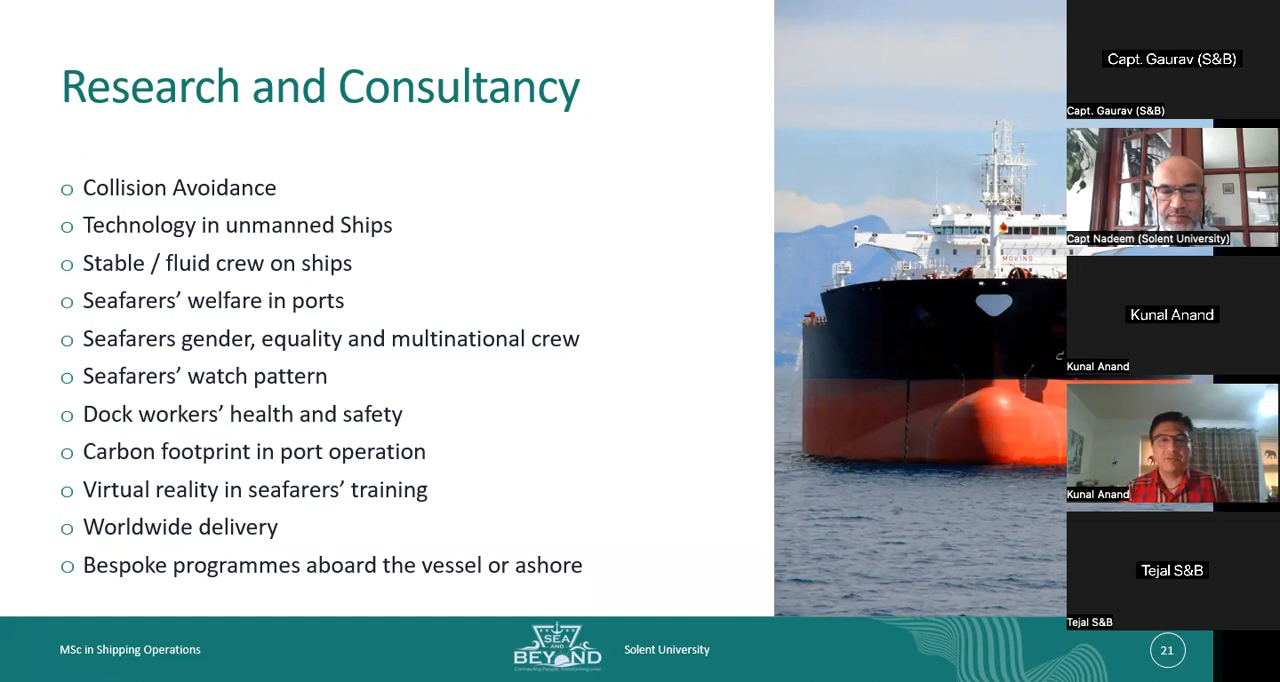 Research and Consultancy
o Collision Avoidance
o Technology in unmanned Ships
o Stable / fluid crew on ships
o Seafarers’ welfare in ports
o Seafarers gender, equality and multinational crew
o Seafarers’ watch pattern
o Dock workers’ health and safety
o Carbon footprint in port operation
o Virtual reality in seafarers’ training
o Worldwide delivery
o Bespoke programmes aboard the vessel or ashore
MSc in Shipping Operations
SEA
AND
BEYOND
Solent University
21
Capt. Gaurav (S&B)
Capt. Gaurav (S&B)
Capt Nadeem (Solent University)
Kunal Anand
Kunal Anand
Kunal Anand
Tejal S&B
Tejal S&B